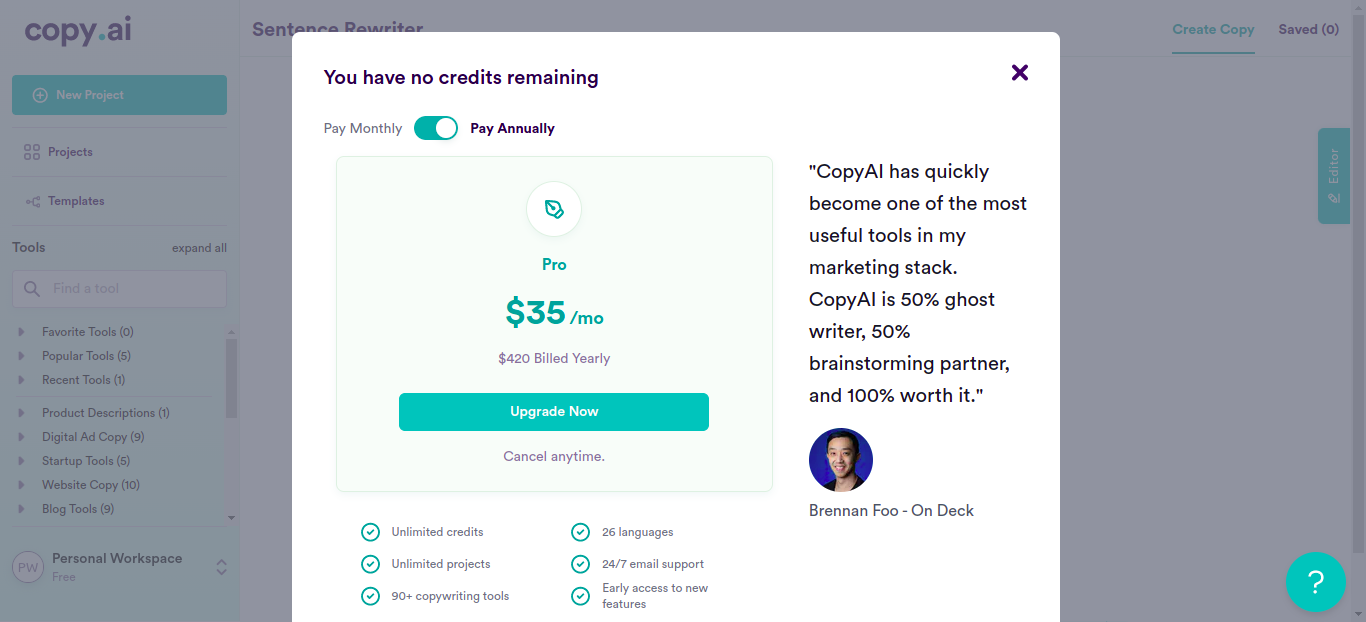 copy.ai
Sentence Rewriter
Create Copy
Saved (0)
New Project
Projects
Templates
Tools
expand all
Find a tool
Favorite Tools (0)
Popular Tools (5)
Recent Tools (1)
Product Descriptions (1)
Digital Ad Copy (9)
Startup Tools (5)
Website Copy (10)
Blog Tools (9)
PW
Personal Workspace
Free
You have no credits remaining
Pay Monthly
Pay Annually
Pro
$35 /mo
$420 Billed Yearly
Upgrade Now
Cancel anytime.
Unlimited credits
Unlimited projects
90+ copywriting tools
26 languages
24/7 email support
Early access to new
features
"CopyAI has quickly
become one of the most
useful tools in my
marketing stack.
CopyAI is 50% ghost
writer, 50%
brainstorming partner,
and 100% worth it."
Brennan Foo - On Deck
Editor
?